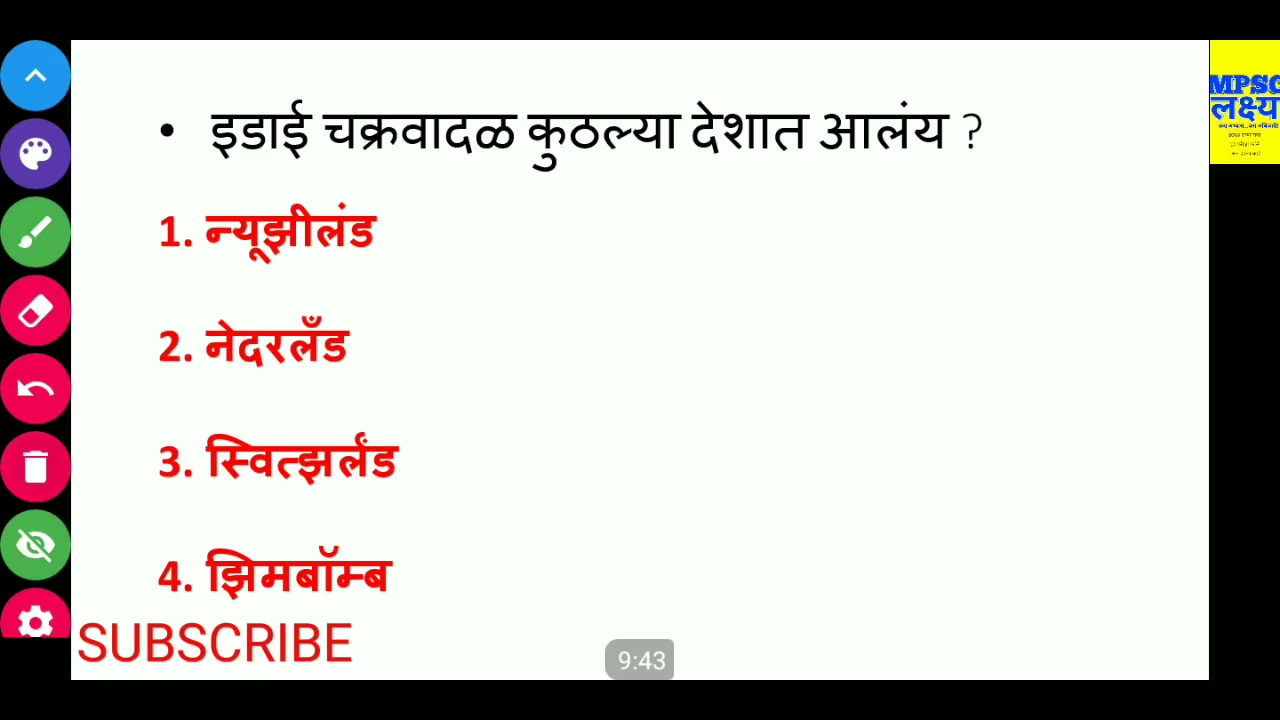 • इडाई चक्रवादळ कुठल्या देशात आलंय ?
1. न्यूझीलंड
2. नेदरलँड
3. स्वित्झर्लंड
4. झिमबॉम्ब
SUBSCRIBE
9:43
MPSC
लक्ष्य